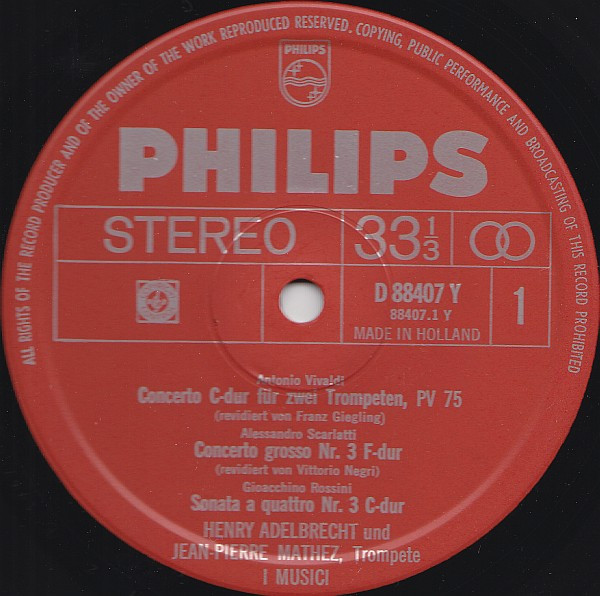 ALL RIGHTS OF THE RECORD PRODUCER AND OF THE OWNER OF THE WORK REPRODUCED RESERVED. COPYING, PUBLIC PERFORMANCE AND BROADCASTING OF THIS RECORD PROHIBITED
PHILIPS
PHILIPS
STEREO 33 1/3
D 88407 Y
88407.1 Y
MADE IN HOLLAND
1
Antonio Vivaldi
Concerto C-dur für zwei Trompeten, PV 75
(revidiert von Franz Giegling)
Alessandro Scarlatti
Concerto grosso Nr. 3 F-dur
(revidiert von Vittorio Negri)
Gioacchino Rossini
Sonata a quattro Nr. 3 C-dur
HENRY ADELBRECHT und
JEAN-PIERRE MATHEZ, Trompete
I MUSICI